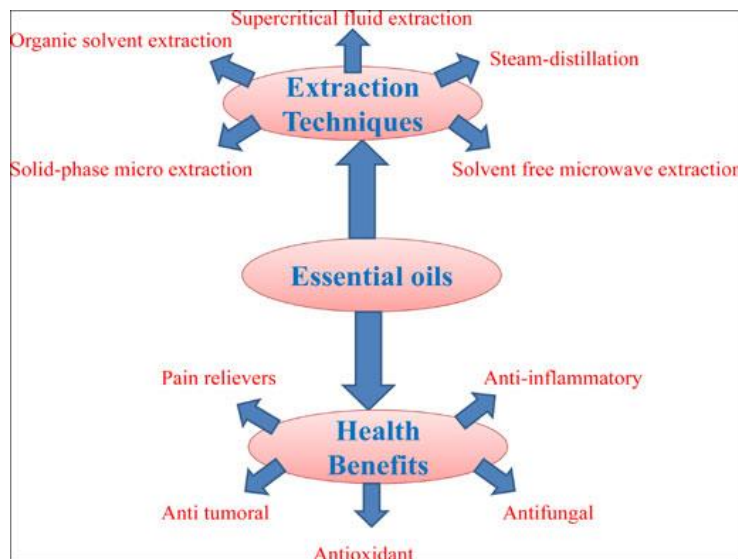 Supercritical fluid extraction
Organic solvent extraction
Steam-distillation
Extraction
Techniques
Solid-phase micro extraction
Solvent free microwave extraction
Essential oils
Pain relievers
Anti-inflammatory
Health
Benefits
Anti tumoral
Antifungal
Antioxidant